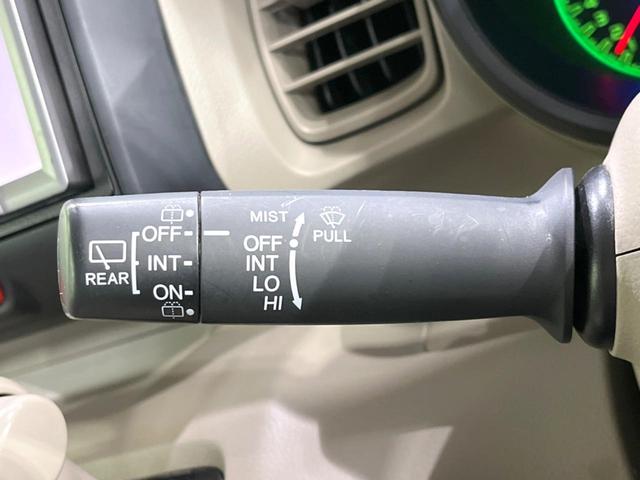 REAR
OFF
INT
ON
MIST
OFF
INT
LO
HI
PULL